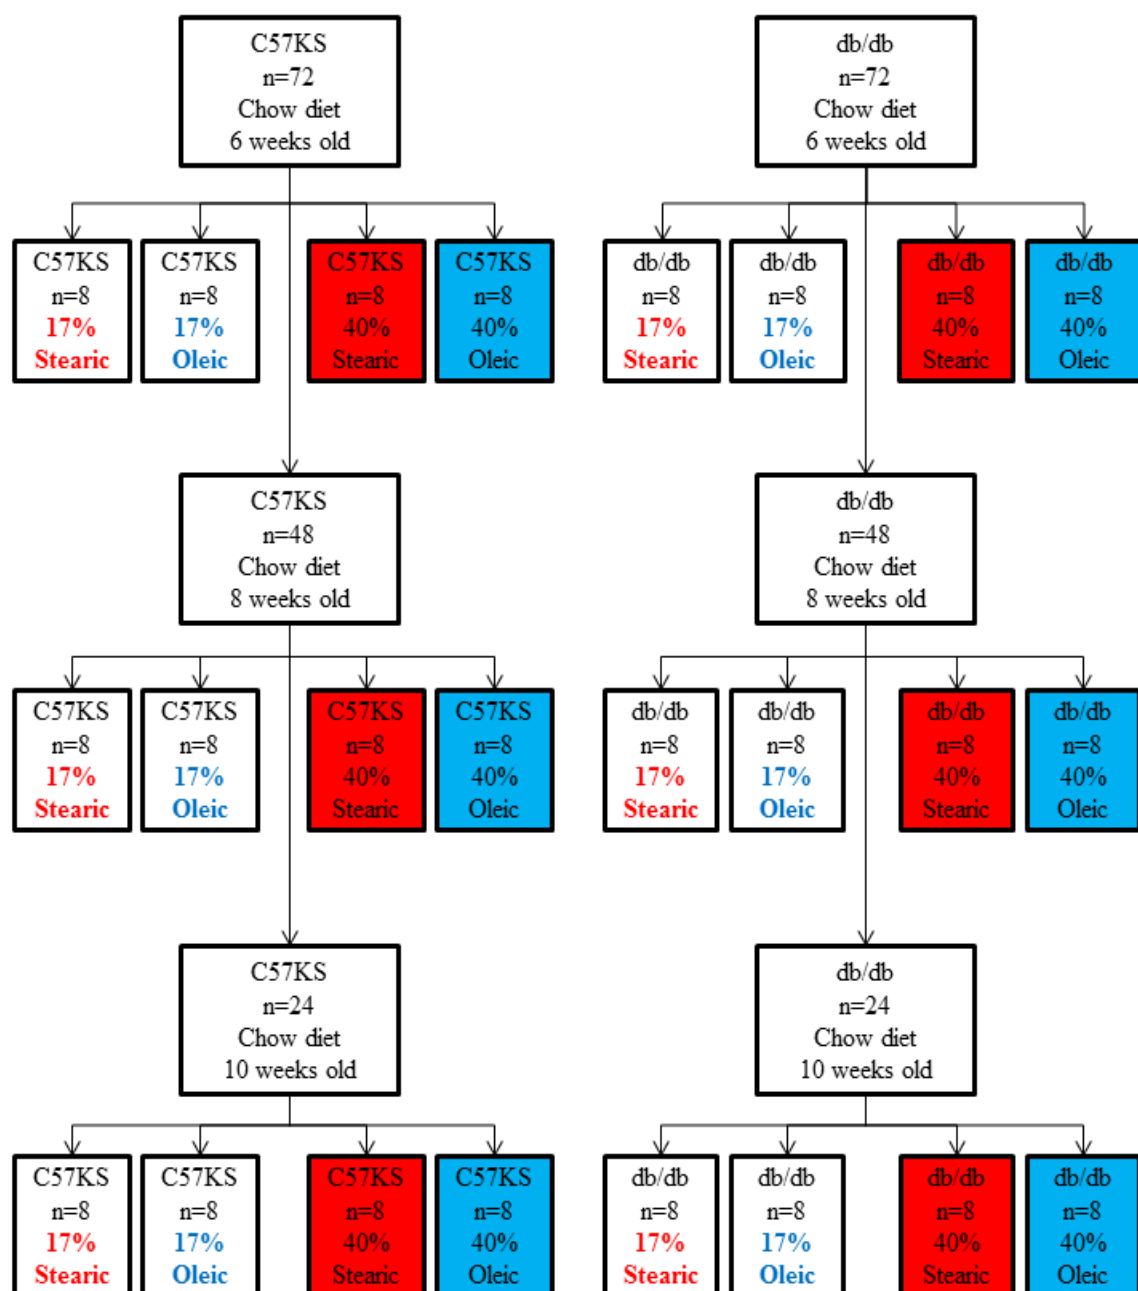 C57KS
n=72
Chow diet
6 weeks old
db/db
n=72
Chow diet
6 weeks old
C57KS
n=8
17%
Stearic
C57KS
n=8
17%
Oleic
C57KS
n=8
40%
Stearic
C57KS
n=8
40%
Oleic
db/db
n=8
17%
Stearic
db/db
n=8
17%
Oleic
db/db
n=8
40%
Stearic
db/db
n=8
40%
Oleic
C57KS
n=48
Chow diet
8 weeks old
db/db
n=48
Chow diet
8 weeks old
C57KS
n=8
17%
Stearic
C57KS
n=8
17%
Oleic
C57KS
n=8
40%
Stearic
C57KS
n=8
40%
Oleic
db/db
n=8
17%
Stearic
db/db
n=8
17%
Oleic
db/db
n=8
40%
Stearic
db/db
n=8
40%
Oleic
C57KS
n=24
Chow diet
10 weeks old
db/db
n=24
Chow diet
10 weeks old
C57KS
n=8
17%
Stearic
C57KS
n=8
17%
Oleic
C57KS
n=8
40%
Stearic
C57KS
n=8
40%
Oleic
db/db
n=8
17%
Stearic
db/db
n=8
17%
Oleic
db/db
n=8
40%
Stearic
db/db
n=8
40%
Oleic